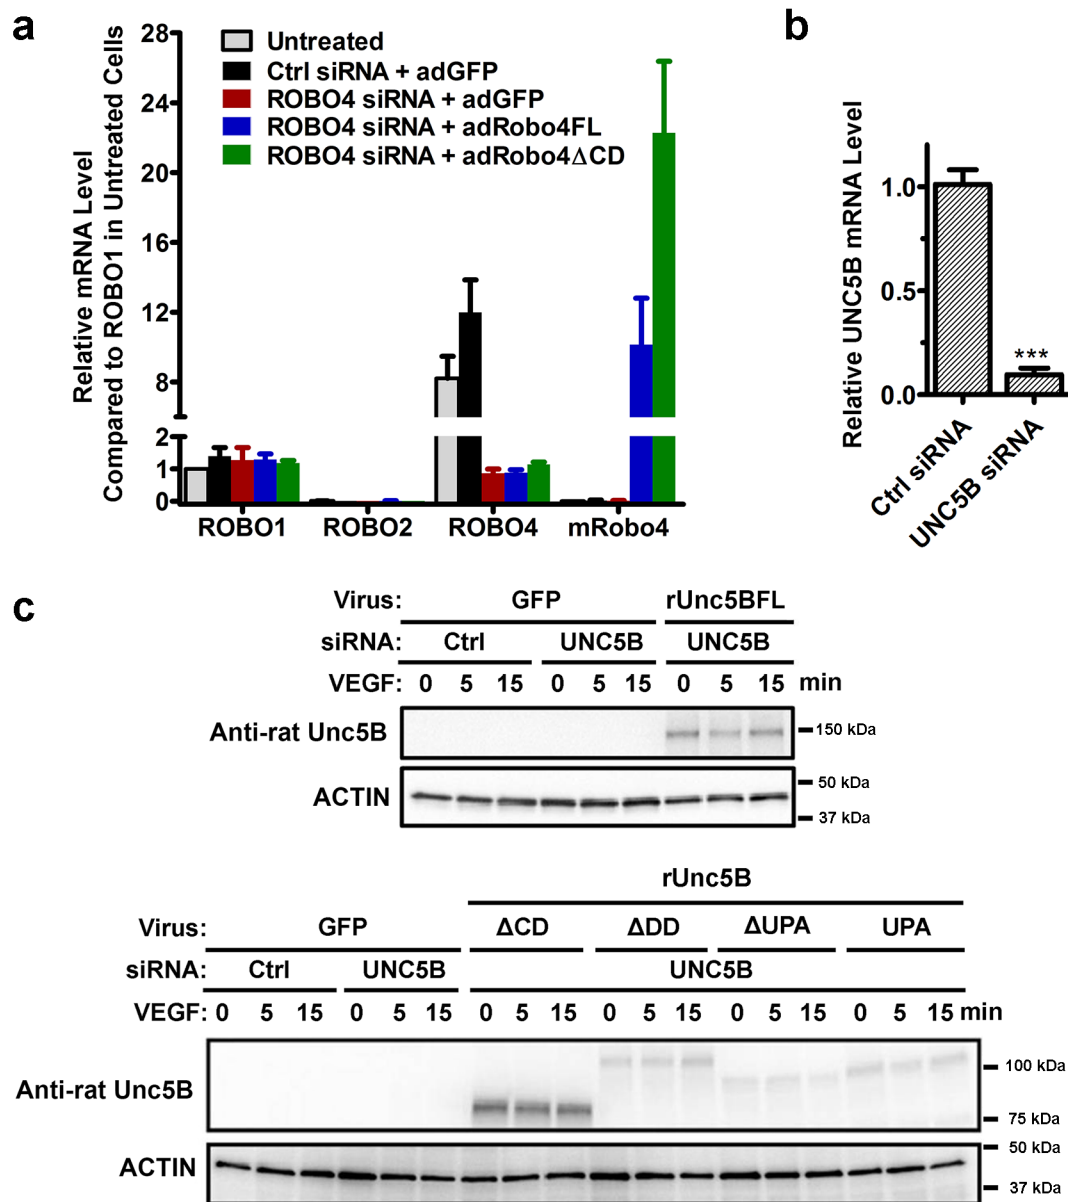 a
28
24
20
16
12
8
2
1
0
Relative mRNA Level
Compared to ROBO1 in Untreated Cells
Untreated
Ctrl siRNA + adGFP
ROBO4 siRNA + adGFP
ROBO4 siRNA + adRobo4FL
ROBO4 siRNA + adRobo4ΔCD
ROBO1 ROBO2 ROBO4 mRobo4
b
Relative UNC5B mRNA Level
1.0
0.5
0.0
***
Ctrl siRNA
UNC5B siRNA
c
Virus: GFP rUnc5BFL
siRNA: Ctrl UNC5B UNC5B
VEGF: 0 5 15 0 5 15 0 5 15 min
Anti-rat Unc5B
150 kDa
ACTIN
50 kDa
37 kDa
rUnc5B
Virus: GFP ΔCD ΔDD ΔUPA UPA
siRNA: Ctrl UNC5B UNC5B
VEGF: 0 5 15 0 5 15 0 5 15 0 5 15 0 5 15 0 5 15 min
Anti-rat Unc5B
100 kDa
75 kDa
ACTIN
50 kDa
37 kDa